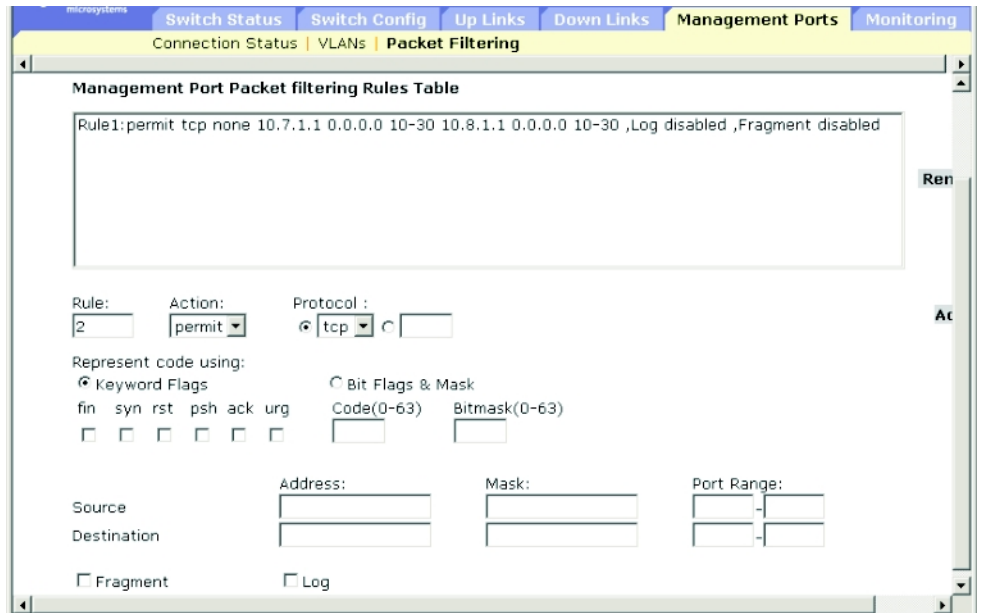 microsystems
Switch Status Switch Config Up Links Down Links Management Ports Monitoring
Connection Status | VLANs | Packet Filtering
Management Port Packet filtering Rules Table
Rule1:permit tcp none 10.7.1.1 0.0.0.0 10-30 10.8.1.1 0.0.0.0 10-30 ,Log disabled ,Fragment disabled
Rule: Action: Protocol :
2 permit tcp
Represent code using:
Keyword Flags Bit Flags & Mask
fin syn rst psh ack urg Code(0-63) Bitmask(0-63)
Address: Mask: Port Range:
Source -
Destination -
Fragment Log